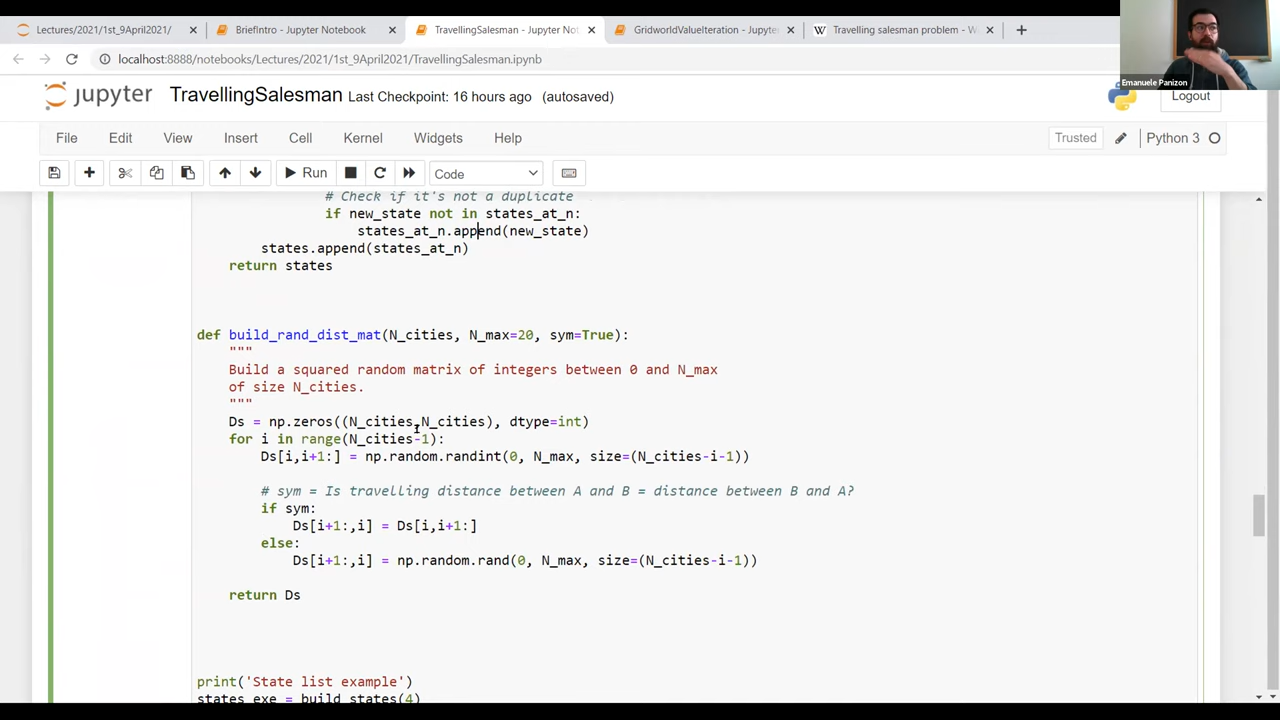 Lectures/2021/1st_9April2021/
BriefIntro - Jupyter Notebook
TravellingSalesman - Jupyter Not
GridworldValueIteration - Jupyter
Travelling salesman problem - W
localhost:8888/notebooks/Lectures/2021/1st_9April2021/TravellingSalesman.ipynb
Emanuele Panizon
jupyter TravellingSalesman Last Checkpoint: 16 hours ago (autosaved)
Logout
File Edit View Insert Cell Kernel Widgets Help
Trusted Python 3
Run Code
# Check if it's not a duplicate
if new_state not in states_at_n:
states_at_n.append(new_state)
states.append(states_at_n)
return states
def build_rand_dist_mat(N_cities, N_max=20, sym=True):
"""
Build a squared random matrix of integers between 0 and N_max
of size N_cities.
"""
Ds = np.zeros((N_cities,N_cities), dtype=int)
for i in range(N_cities-1):
Ds[i,i+1:] = np.random.randint(0, N_max, size=(N_cities-i-1))
# sym = Is travelling distance between A and B = distance between B and A?
if sym:
Ds[i+1:,i] = Ds[i,i+1:]
else:
Ds[i+1:,i] = np.random.rand(0, N_max, size=(N_cities-i-1))
return Ds
print('State list example')
states_exe = build_states(4)